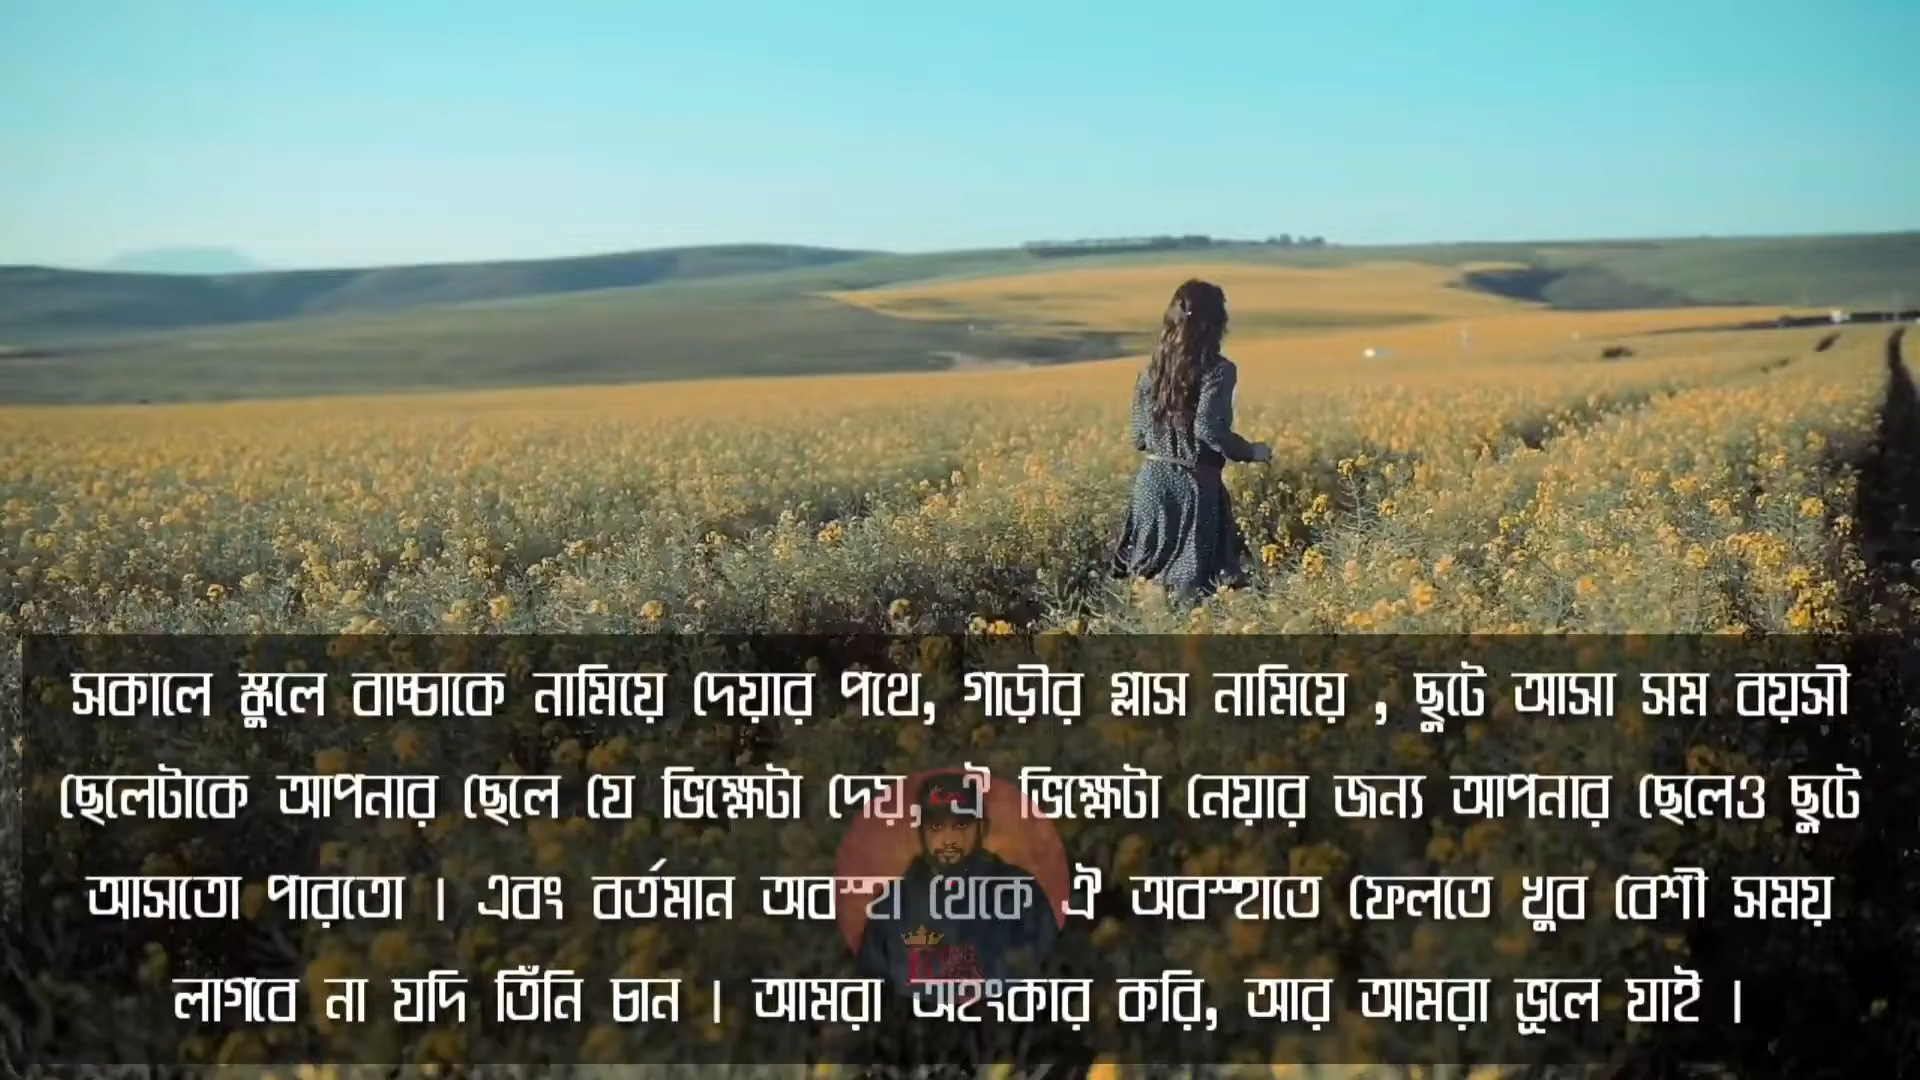 সকালে স্কুলে বাচ্চাকে নামিয়ে দেয়ার পথে, গাড়ীর গ্লাস নামিয়ে , ছুটে আসা সম বয়সী
ছেলেটাকে আপনার ছেলে যে ভিক্ষেটা দেয়, ঐ ভিক্ষেটা নেয়ার জন্য আপনার ছেলেও ছুটে
আসতো পারতো । এবং বর্তমান অবস্হা থেকে ঐ অবস্হাতে ফেলতে খুব বেশী সময়
লাগবে না যদি তিঁনি চান । আমরা অহংকার করি, আর আমরা ভূলে যাই ।